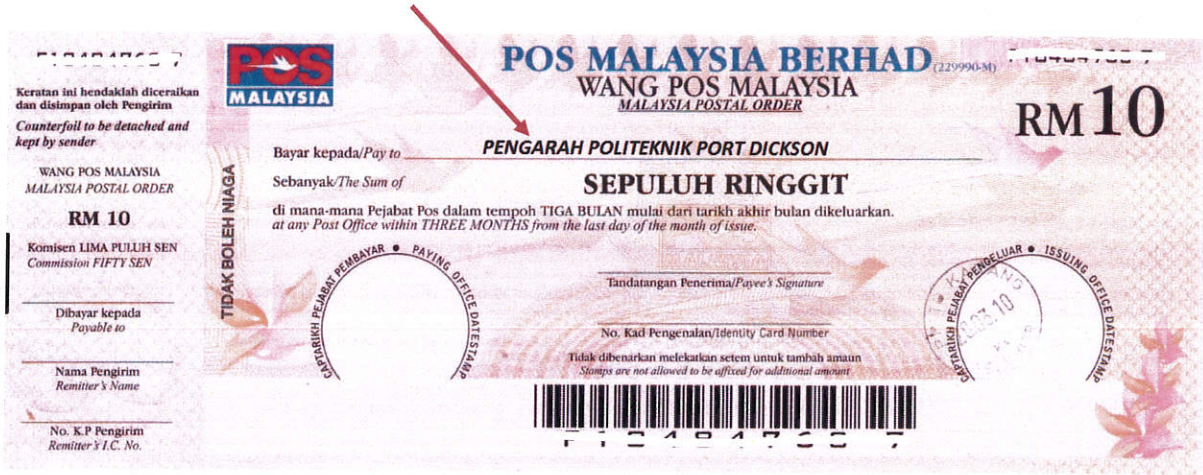 Keratan ini hendaklah diceraikan
dan disimpan oleh Pengirim
Counterfoil to be detached and
kept by sender
WANG POS MALAYSIA
MALAYSIA POSTAL ORDER
RM 10
Komisen LIMA PULUH SEN
Commission FIFTY SEN
Dibayar kepada
Payable to
Nama Pengirim
Remitter's Name
No. K.P Pengirim
Remitter's I.C. No.
TIDAK BOLEH NIAGA
POS
MALAYSIA
POS MALAYSIA BERHAD (229990-M)
WANG POS MALAYSIA
MALAYSIA POSTAL ORDER
RM 10
Bayar kepada/Pay to PENGARAH POLITEKNIK PORT DICKSON
Sebanyak/The Sum of SEPULUH RINGGIT
di mana-mana Pejabat Pos dalam tempoh TIGA BULAN mulai dari tarikh akhir bulan dikeluarkan.
at any Post Office within THREE MONTHS from the last day of the month of issue.
CAPTARIKH PEJABAT PEMBAYAR • PAYING OFFICE DATESTAMP
Tandatangan Penerima/Payee's Signature
No. Kad Pengenalan/Identity Card Number
Tidak dibenarkan melekatkan setem untuk tambah amaun
Stamps are not allowed to be affixed for additional amount
CAPTARIKH PEJABAT PENGELUAR • ISSUING OFFICE DATESTAMP